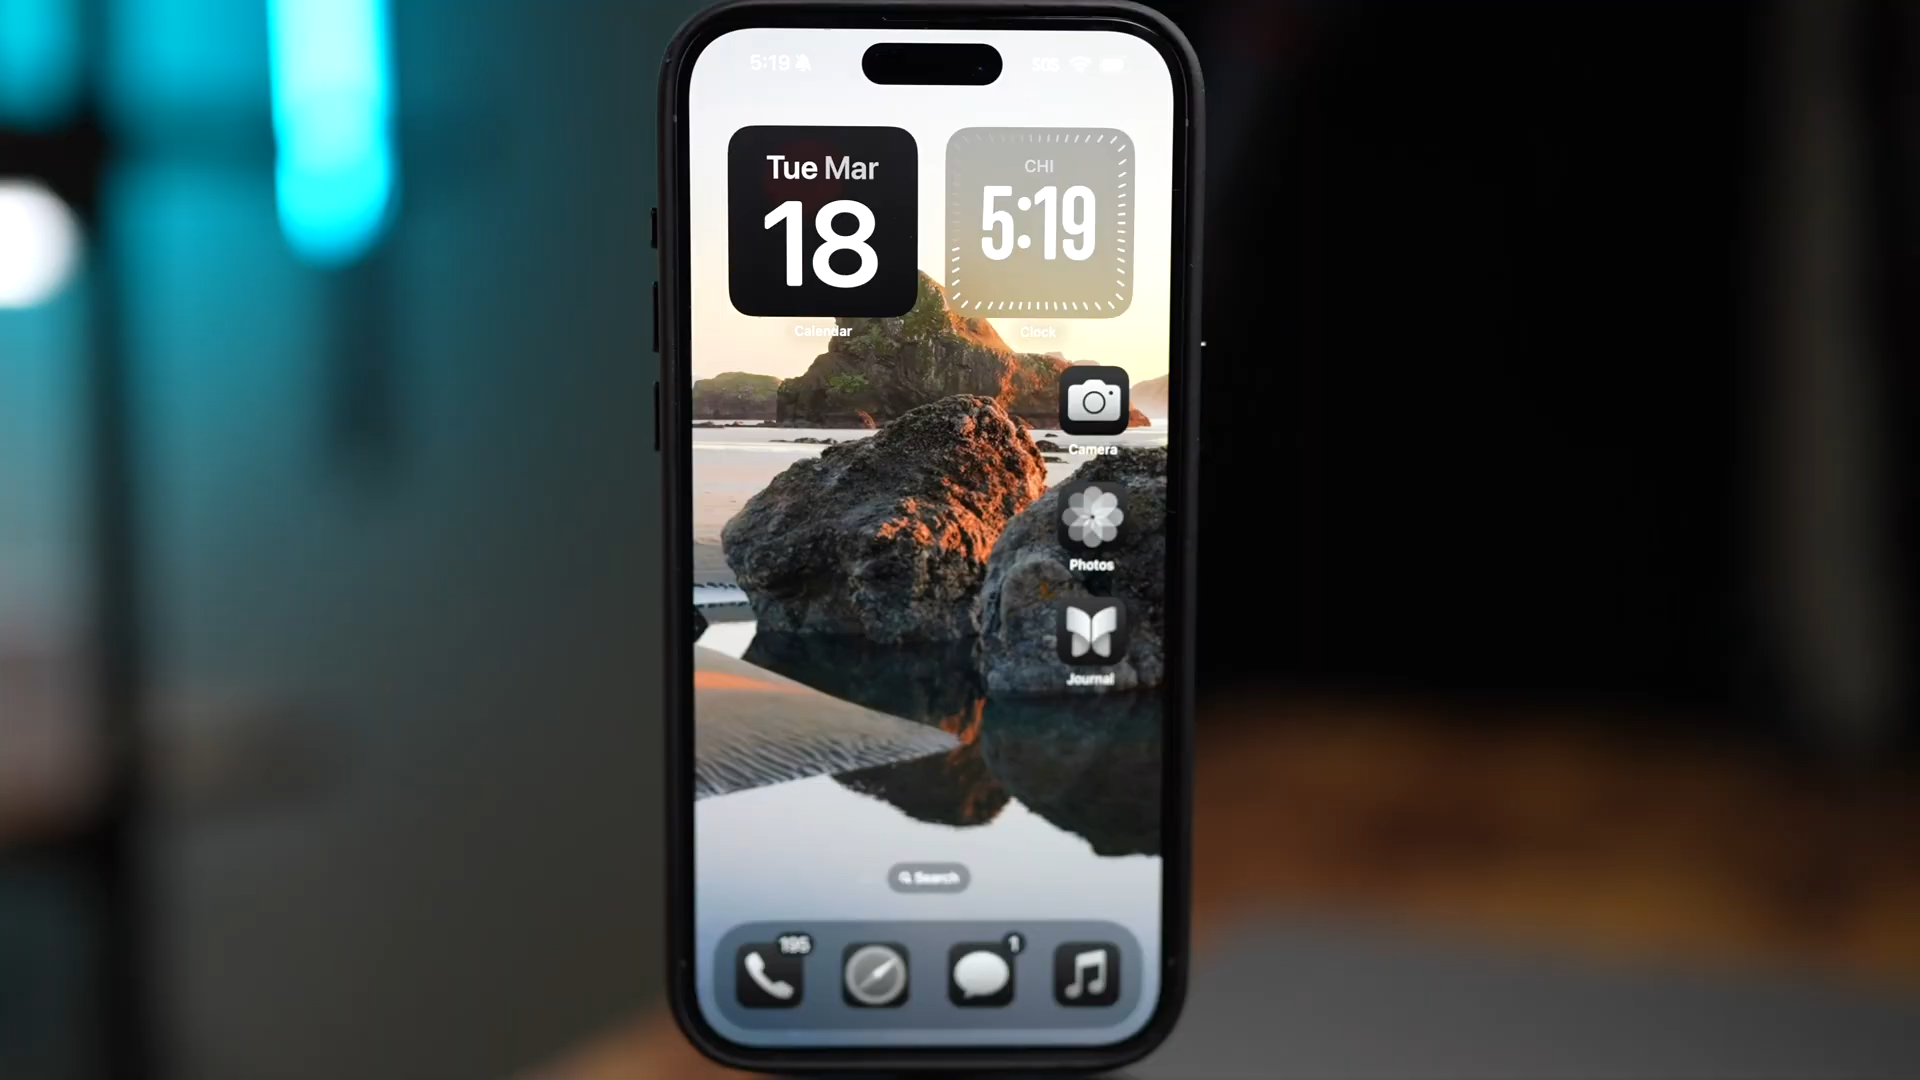 5:19
SOS
Tue Mar
18
Calendar
CHI
5:19
Clock
Camera
Photos
Journal
Search
195
1